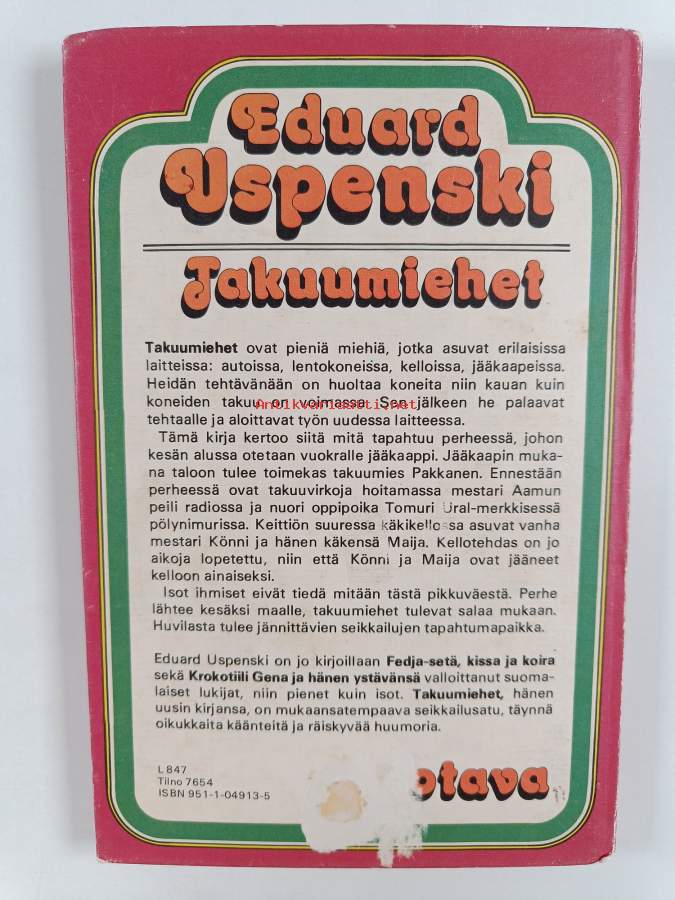 Eduard
Uspenski
Takuumiehet
Takuumiehet ovat pieniä miehiä, jotka asuvat erilaisissa
laitteissa: autoissa, lentokoneissa, kelloissa, jääkaapeissa.
Heidän tehtävänään on huoltaa koneita niin kauan kuin
koneiden takuu on voimassa. Sen jälkeen he palaavat
Antikvariaatti.net
tehtaalle ja aloittavat työn uudessa laitteessa.
Tämä kirja kertoo siitä mitä tapahtuu perheessä, johon
kesän alussa otetaan vuokralle jääkaappi. Jääkaapin muka-
na taloon tulee toimekas takuumies Pakkanen. Ennestään
perheessä ovat takuuvirkoja hoitamassa mestari Aamun
peili radiossa ja nuori oppipoika Tomuri Ural-merkkisessä
pölynimurissa. Keittiön suuressa käkikellossa asuvat vanha
mestari Könni ja hänen käkensä Maija. Kellotehdas on jo
aikoja lopetettu, niin että Könni ja Maija ovat jääneet
kelloon ainaiseksi.
Isot ihmiset eivät tiedä mitään tästä pikkuväestä. Perhe
lähtee kesäksi maalle, takuumiehet tulevat salaa mukaan.
Huvilasta tulee jännittävien seikkailujen tapahtumapaikka.
Eduard Uspenski on jo kirjoillaan Fedja-setä, kissa ja koira
sekä Krokotiili Gena ja hänen ystävänsä valloittanut suoma-
laiset lukijat, niin pienet kuin isot. Takuumiehet, hänen
uusin kirjansa, on mukaansatempaava seikkailusatu, täynnä
oikukkaita käänteitä ja räiskyvää huumoria.
L 847
Tilno 7654
ISBN 951-1-04913-5
otava